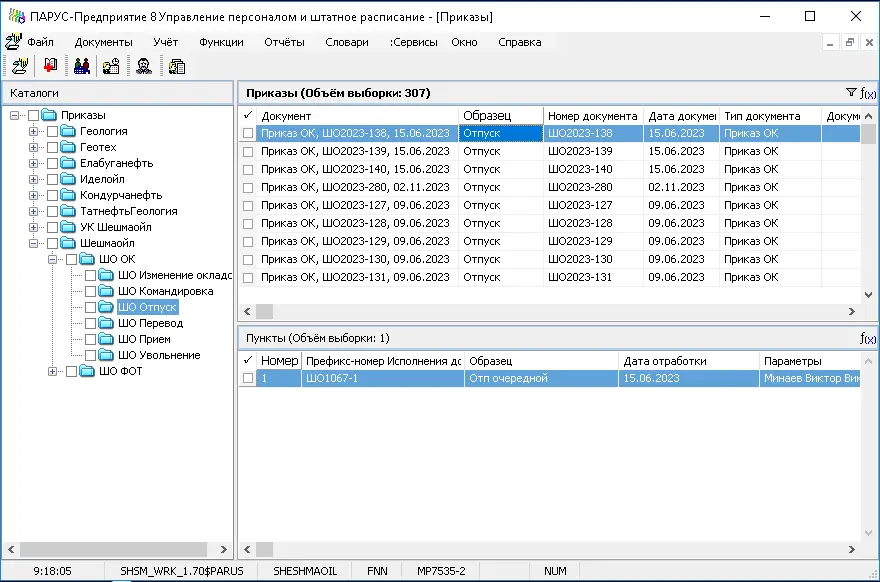 ПАРУС-Предприятие 8 Управление персоналом и штатное расписание - [Приказы]
Файл Документы Учёт Функции Отчёты Словари :Сервисы Окно Справка
Каталоги
Приказы
Геология
Геотех
Елабуганефть
Иделойл
Кондурчанефть
ТатнефтьГеология
УК Шешмаойл
Шешмаойл
ШО ОК
ШО Изменение окладо
ШО Командировка
ШО Отпуск
ШО Перевод
ШО Прием
ШО Увольнение
ШО ФОТ
Приказы (Объём выборки: 307) f(x)
Документ Образец Номер документа Дата докумен Тип документа Докум
Приказ ОК, ШО2023-138, 15.06.2023 Отпуск ШО2023-138 15.06.2023 Приказ ОК
Приказ ОК, ШО2023-139, 15.06.2023 Отпуск ШО2023-139 15.06.2023 Приказ ОК
Приказ ОК, ШО2023-140, 15.06.2023 Отпуск ШО2023-140 15.06.2023 Приказ ОК
Приказ ОК, ШО2023-280, 02.11.2023 Отпуск ШО2023-280 02.11.2023 Приказ ОК
Приказ ОК, ШО2023-127, 09.06.2023 Отпуск ШО2023-127 09.06.2023 Приказ ОК
Приказ ОК, ШО2023-128, 09.06.2023 Отпуск ШО2023-128 09.06.2023 Приказ ОК
Приказ ОК, ШО2023-129, 09.06.2023 Отпуск ШО2023-129 09.06.2023 Приказ ОК
Приказ ОК, ШО2023-130, 09.06.2023 Отпуск ШО2023-130 09.06.2023 Приказ ОК
Приказ ОК, ШО2023-131, 09.06.2023 Отпуск ШО2023-131 09.06.2023 Приказ ОК
Пункты (Объём выборки: 1) f(x)
Номер Префикс-номер Исполнения до Образец Дата отработки Параметры
1 ШО1067-1 Отп очередной 15.06.2023 Минаев Виктор Вик
9:18:05 SHSM_WRK_1.70$PARUS SHESHMAOIL FNN MP7535-2 NUM